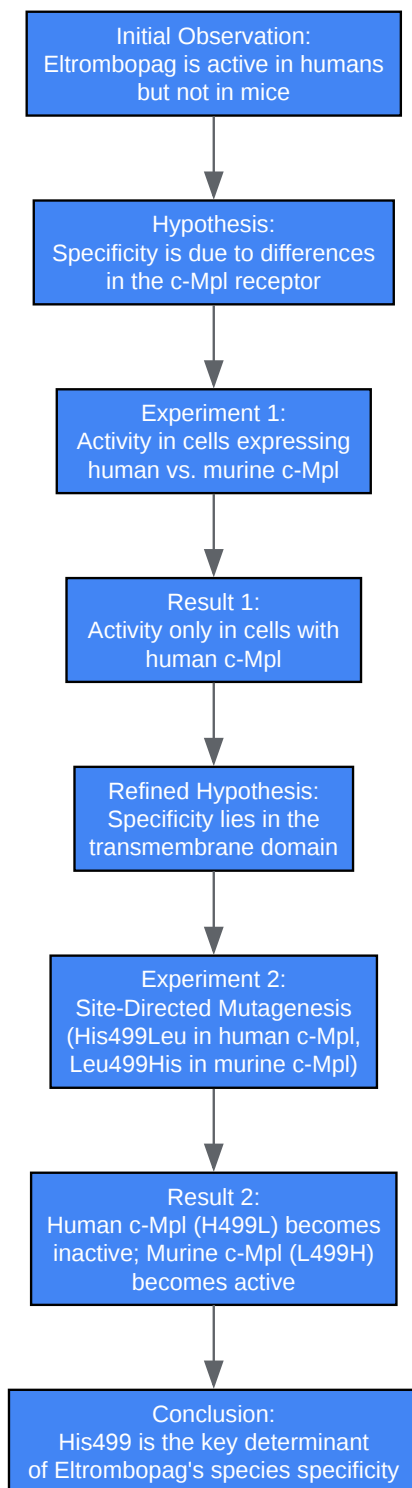 Initial Observation:
Eltrombopag is active in humans
but not in mice
Hypothesis:
Specificity is due to differences
in the c-Mpl receptor
Experiment 1:
Activity in cells expressing
human vs. murine c-Mpl
Result 1:
Activity only in cells with
human c-Mpl
Refined Hypothesis:
Specificity lies in the
transmembrane domain
Experiment 2:
Site-Directed Mutagenesis
(His499Leu in human c-Mpl,
Leu499His in murine c-Mpl)
Result 2:
Human c-Mpl (H499L) becomes
inactive; Murine c-Mpl (L499H)
becomes active
Conclusion:
His499 is the key determinant
of Eltrombopag's species specificity